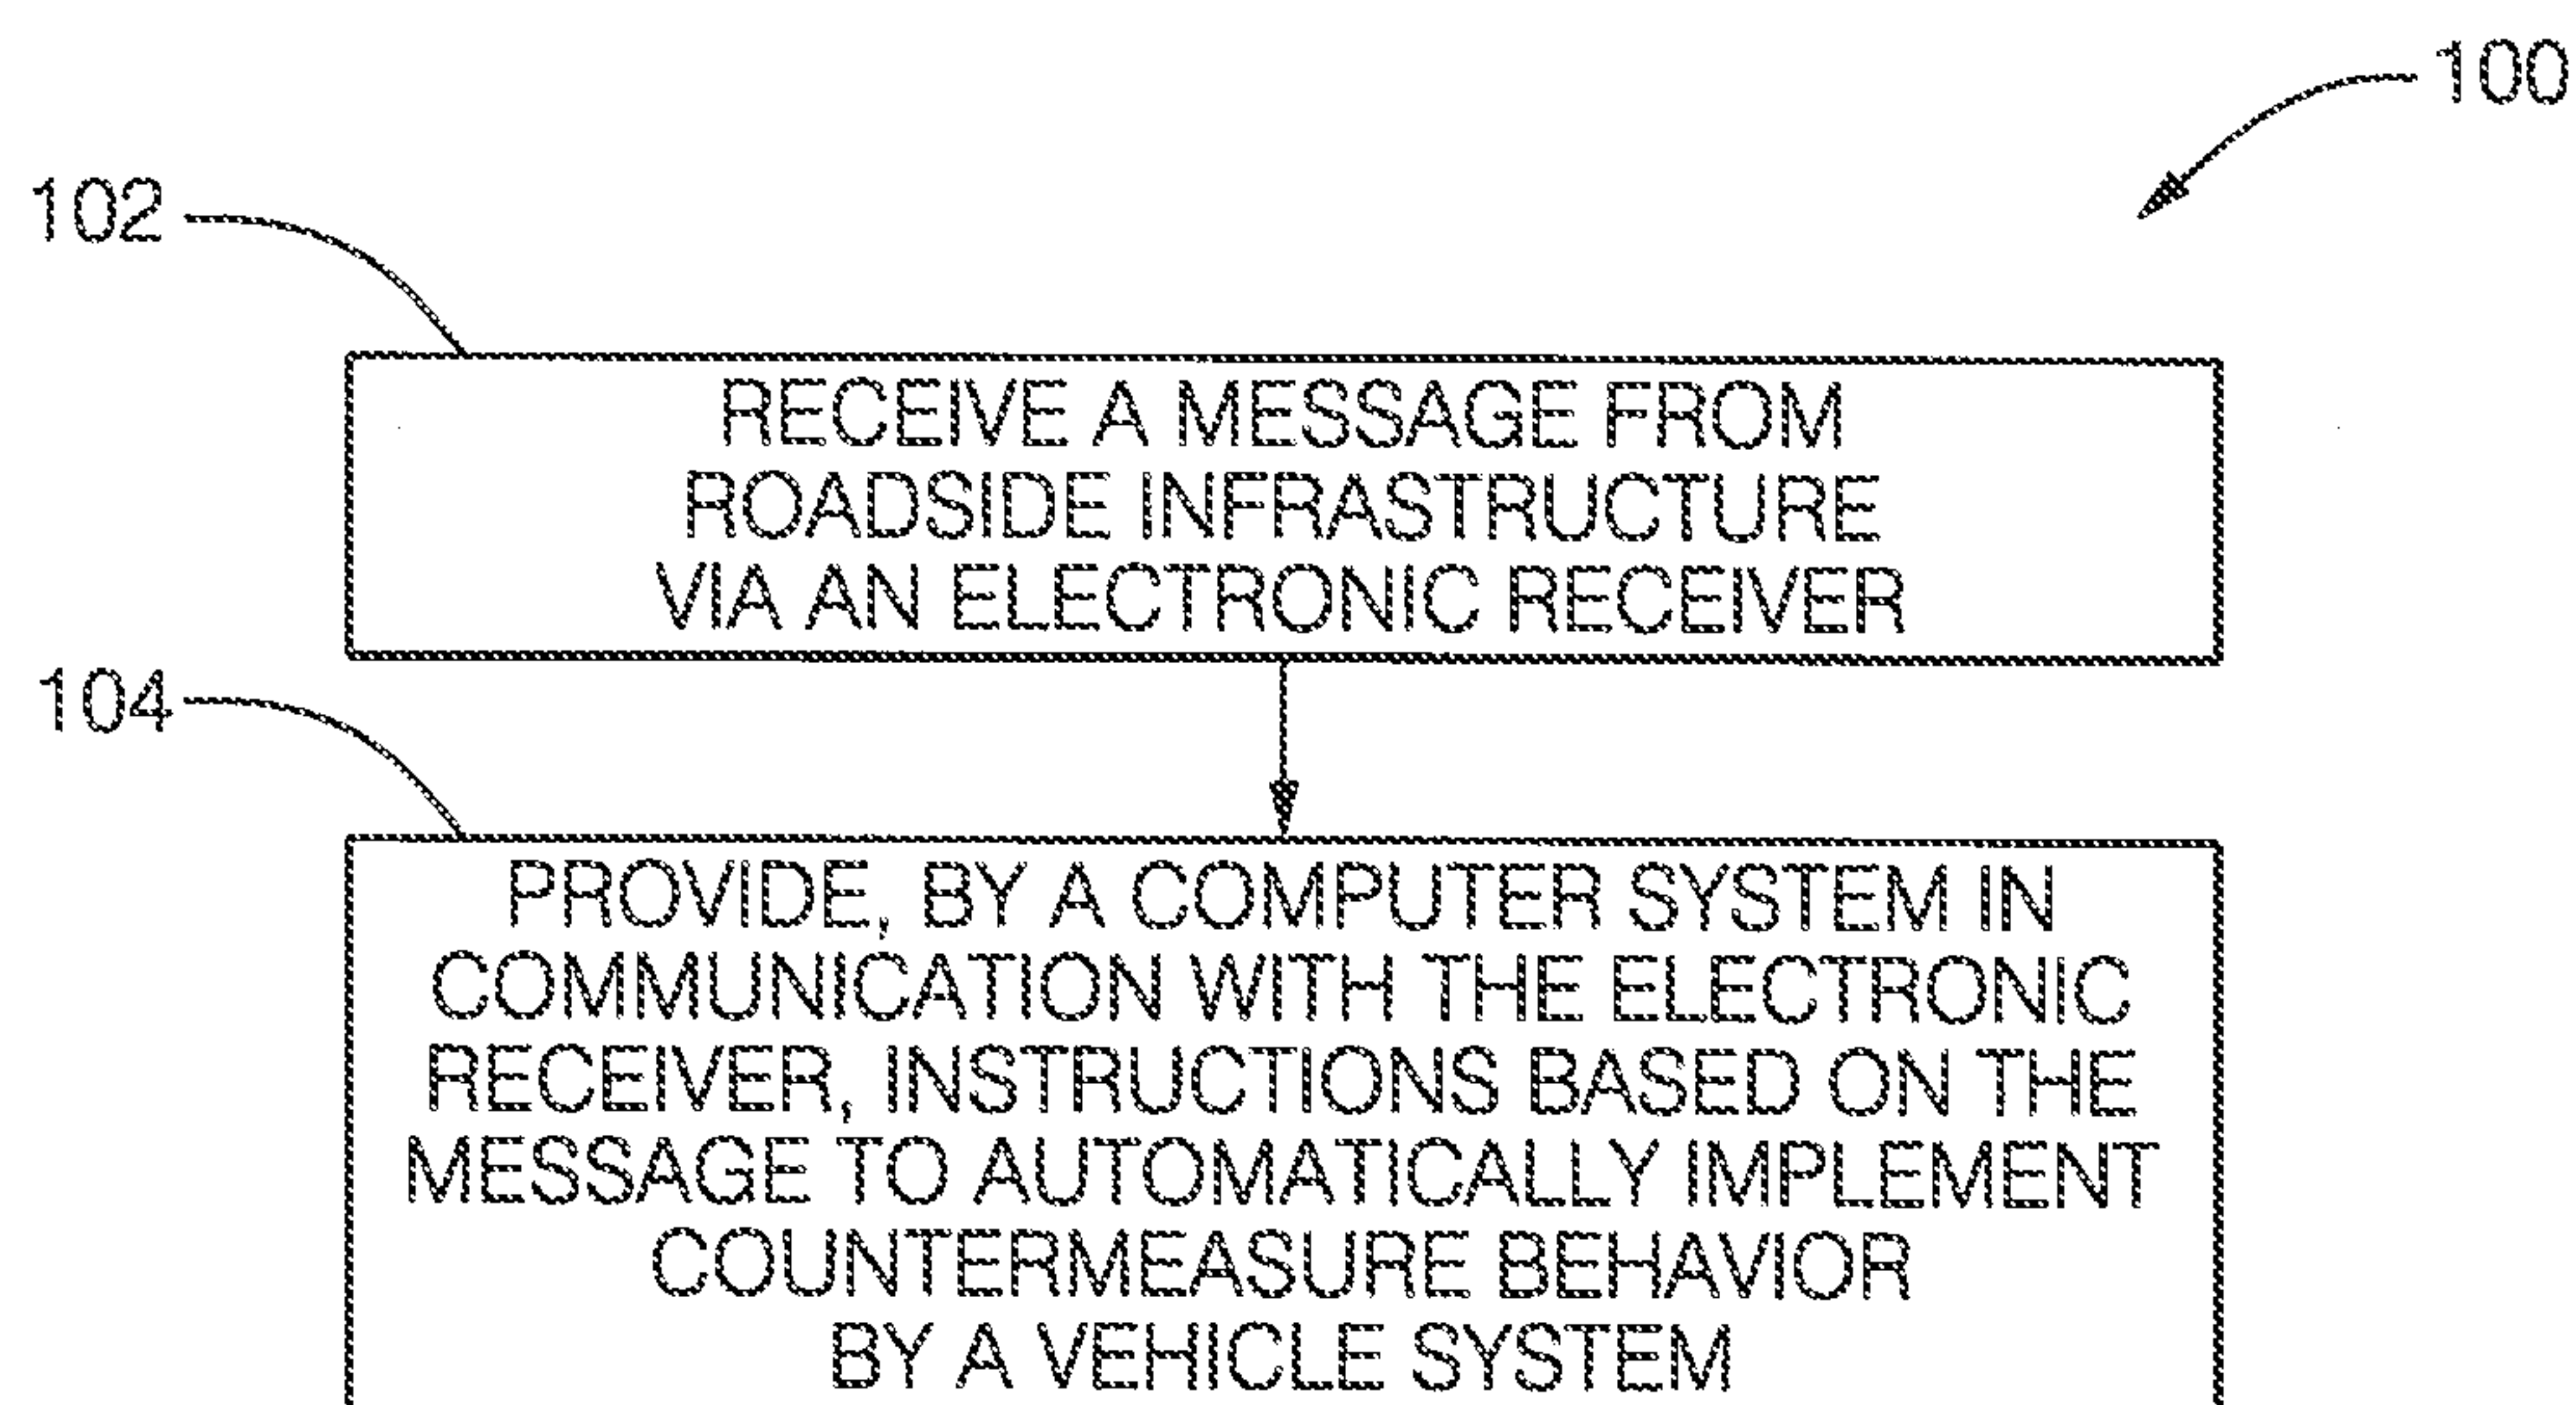 100
102
RECEIVE A MESSAGE FROM
ROADSIDE INFRASTRUCTURE
VIA AN ELECTRONIC RECEIVER
104
PROVIDE, BY A COMPUTER SYSTEM IN
COMMUNICATION WITH THE ELECTRONIC
RECEIVER, INSTRUCTIONS BASED ON THE
MESSAGE TO AUTOMATICALLY IMPLEMENT
COUNTERMEASURE BEHAVIOR
BY A VEHICLE SYSTEM